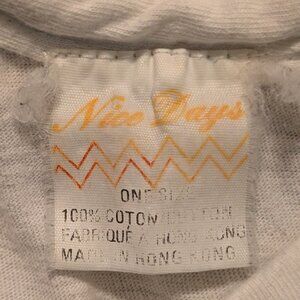 Nice Days
ONE SIZE
100% COTON COTTON
FABRIQUÉ A HONG KONG
MADE IN HONG KONG